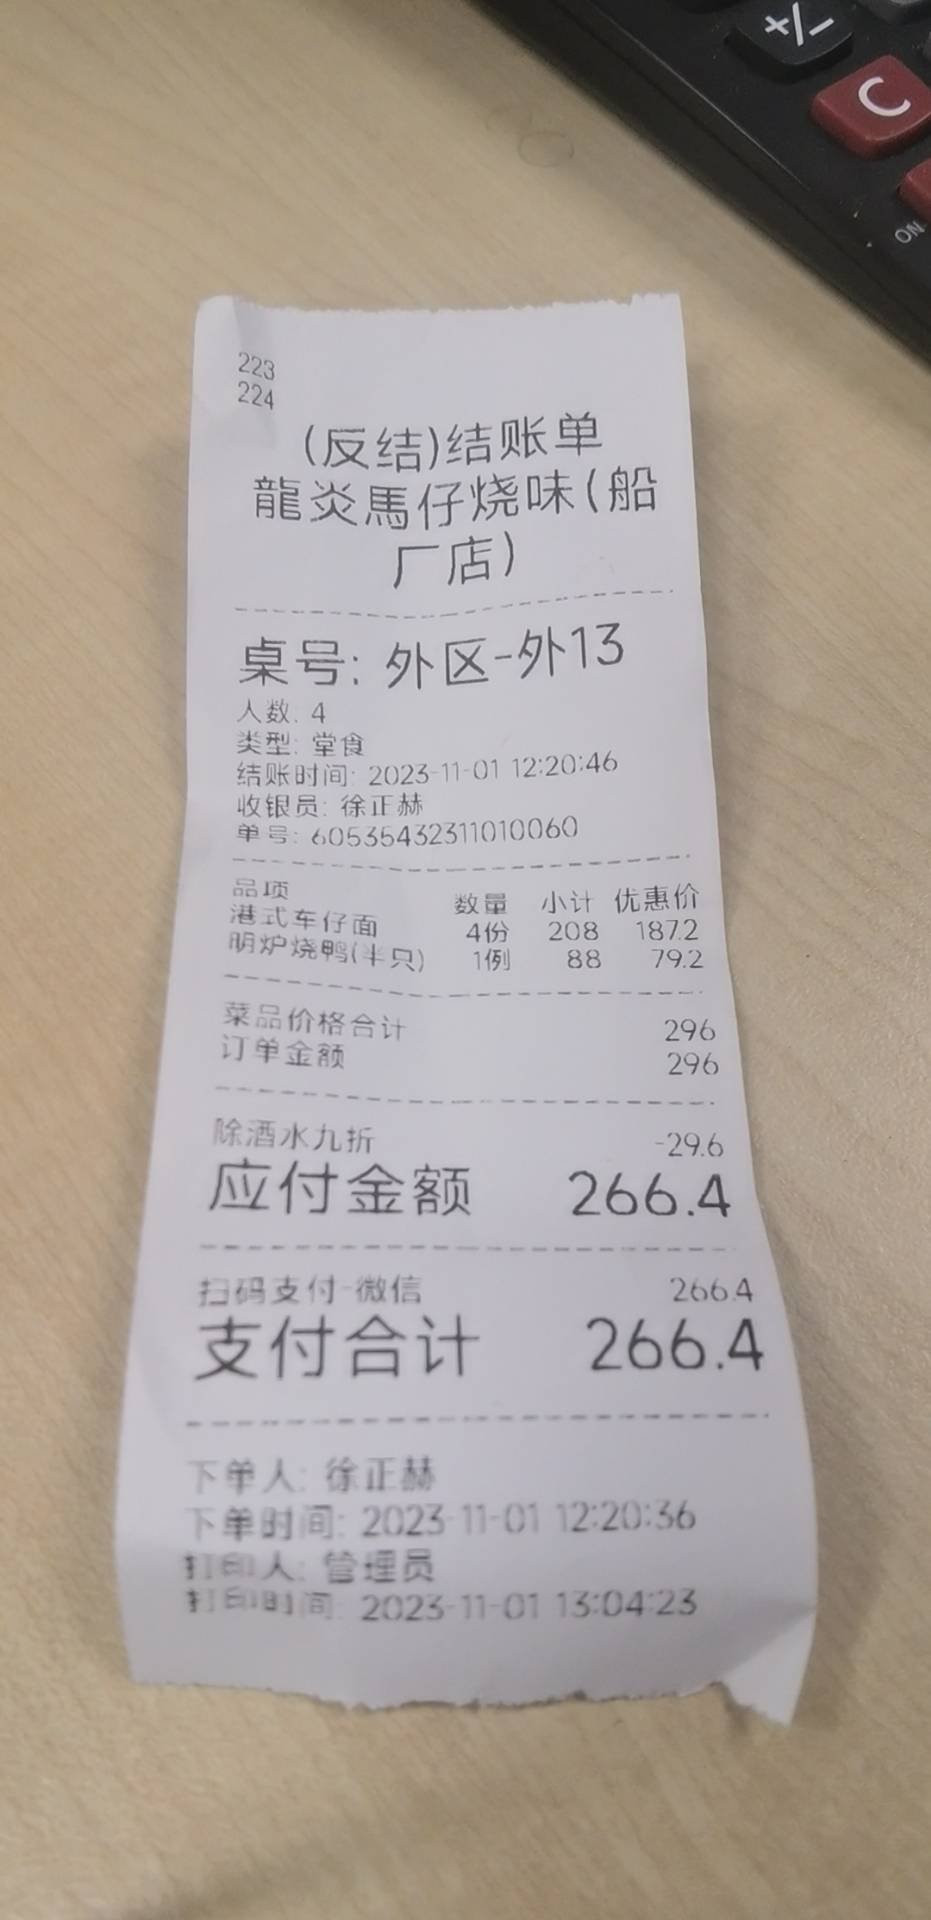 +/-
C
ON
223
224
(反结)结账单
龍炎馬仔烧味(船
厂店)
桌号: 外区-外13
人数: 4
类型: 堂食
结账时间: 2023-11-01 12:20:46
收银员: 徐正赫
单号: 60535432311010060
品项 数量 小计 优惠价
港式车仔面 4份 208 187.2
明炉烧鸭(半只) 1例 88 79.2
菜品价格合计 296
订单金额 296
除酒水九折 -29.6
应付金额 266.4
扫码支付-微信 266.4
支付合计 266.4
下单人: 徐正赫
下单时间: 2023-11-01 12:20:36
打印人: 管理员
打印时间: 2023-11-01 13:04:23